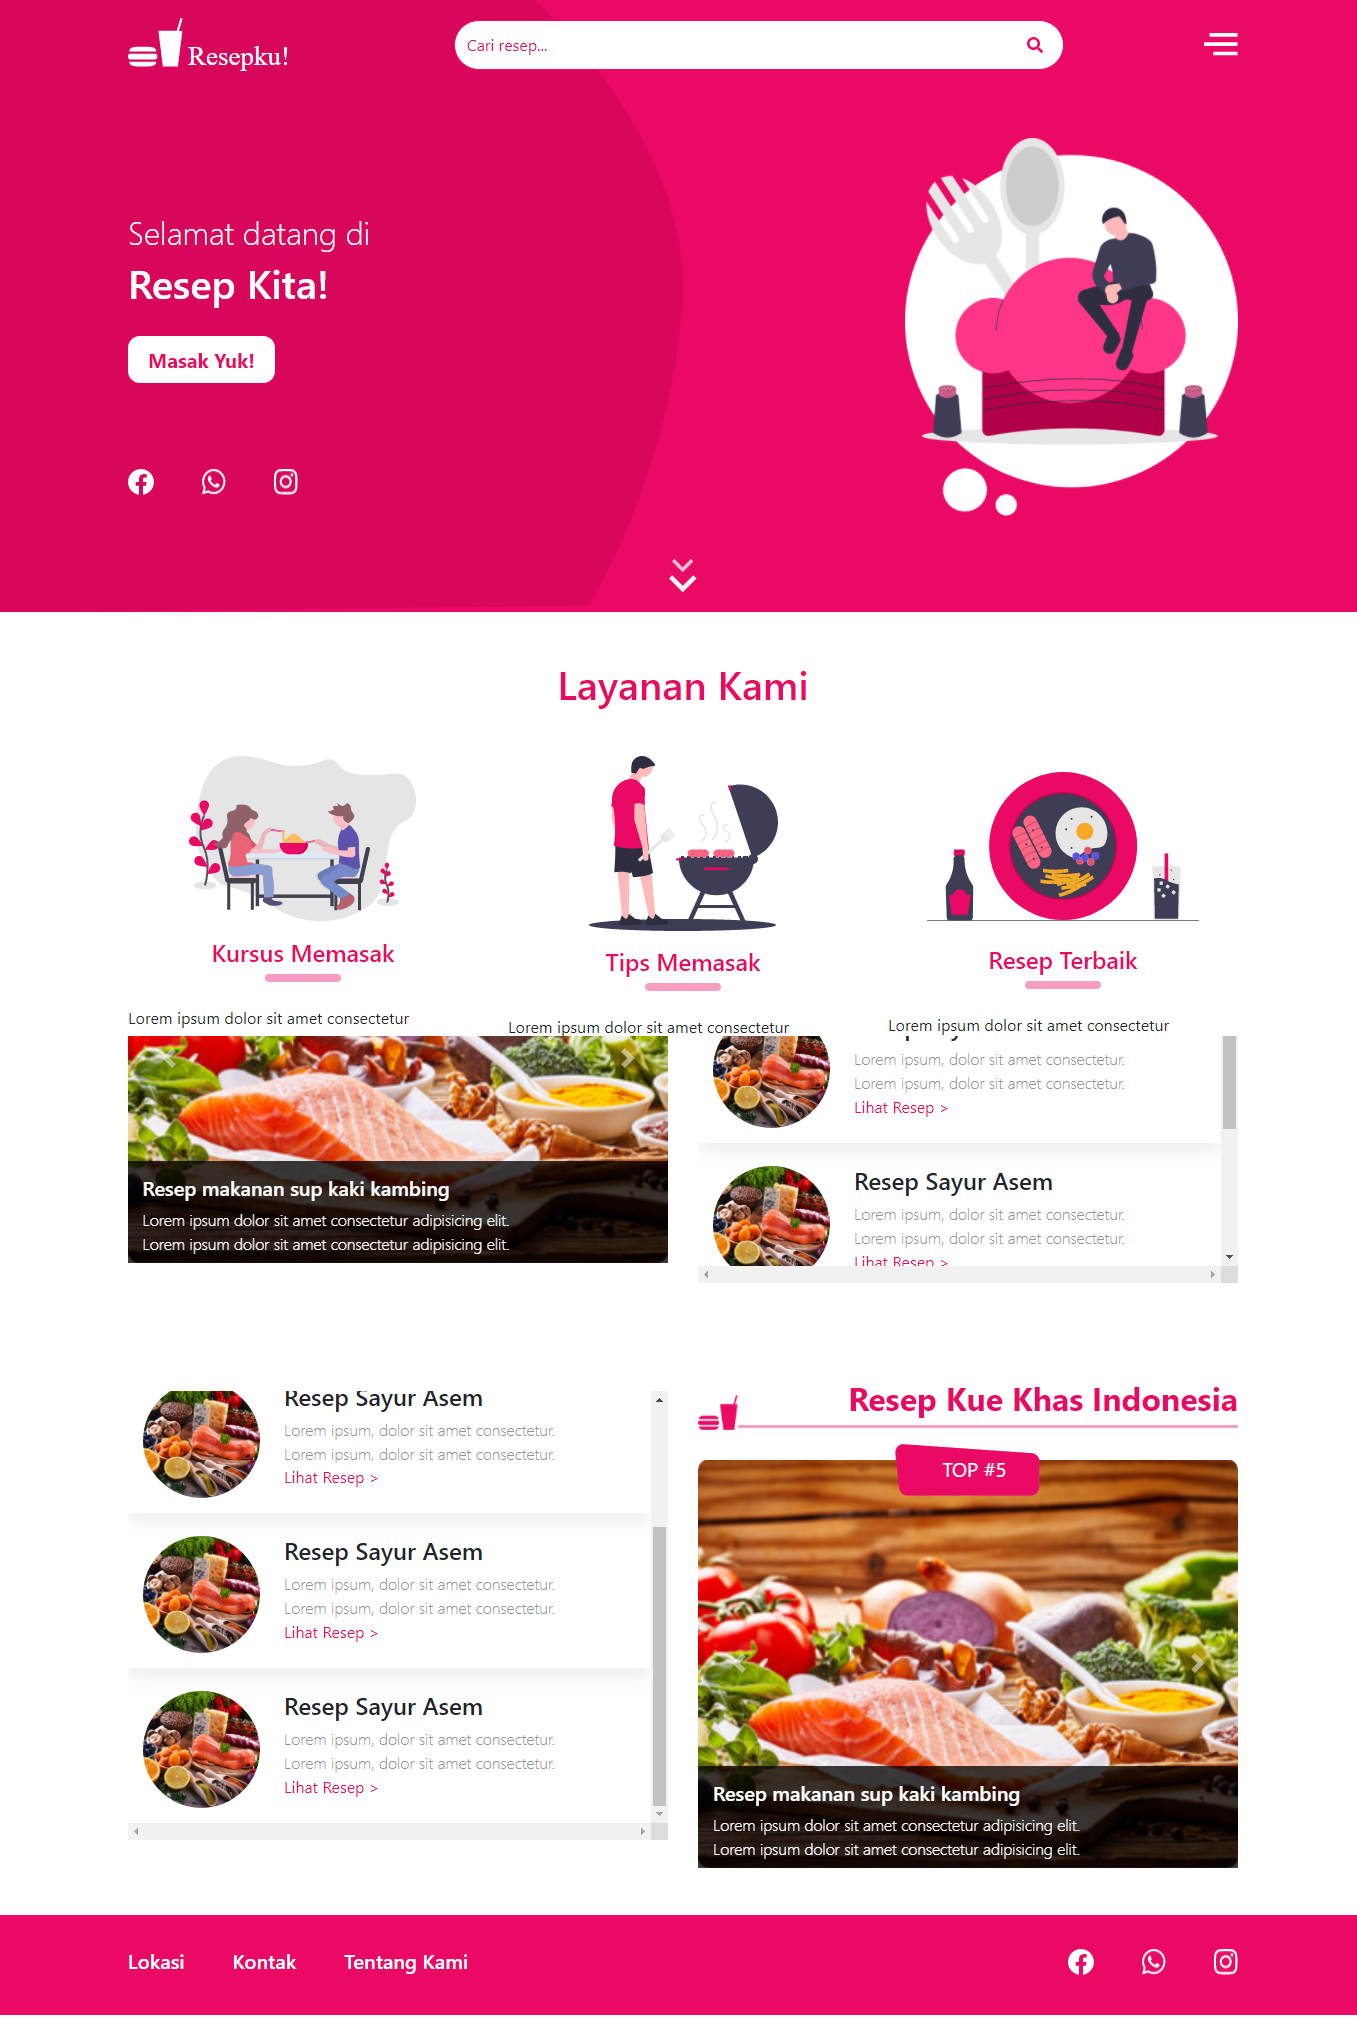 Resepku!
Cari resep...
Selamat datang di
Resep Kita!
Masak Yuk!
Layanan Kami
Kursus Memasak
Tips Memasak
Resep Terbaik
Lorem ipsum dolor sit amet consectetur
Lorem ipsum dolor sit amet consectetur
Lorem ipsum dolor sit amet consectetur
Resep makanan sup kaki kambing
Lorem ipsum dolor sit amet consectetur adipisicing elit.
Lorem ipsum dolor sit amet consectetur adipisicing elit.
Lorem ipsum, dolor sit amet consectetur.
Lorem ipsum, dolor sit amet consectetur.
Lihat Resep >
Resep Sayur Asem
Lorem ipsum, dolor sit amet consectetur.
Lorem ipsum, dolor sit amet consectetur.
Lihat Resep >
Resep Sayur Asem
Lorem ipsum, dolor sit amet consectetur.
Lorem ipsum, dolor sit amet consectetur.
Lihat Resep >
Resep Sayur Asem
Lorem ipsum, dolor sit amet consectetur.
Lorem ipsum, dolor sit amet consectetur.
Lihat Resep >
Resep Sayur Asem
Lorem ipsum, dolor sit amet consectetur.
Lorem ipsum, dolor sit amet consectetur.
Lihat Resep >
Resep Kue Khas Indonesia
TOP #5
Resep makanan sup kaki kambing
Lorem ipsum dolor sit amet consectetur adipisicing elit.
Lorem ipsum dolor sit amet consectetur adipisicing elit.
Lokasi
Kontak
Tentang Kami